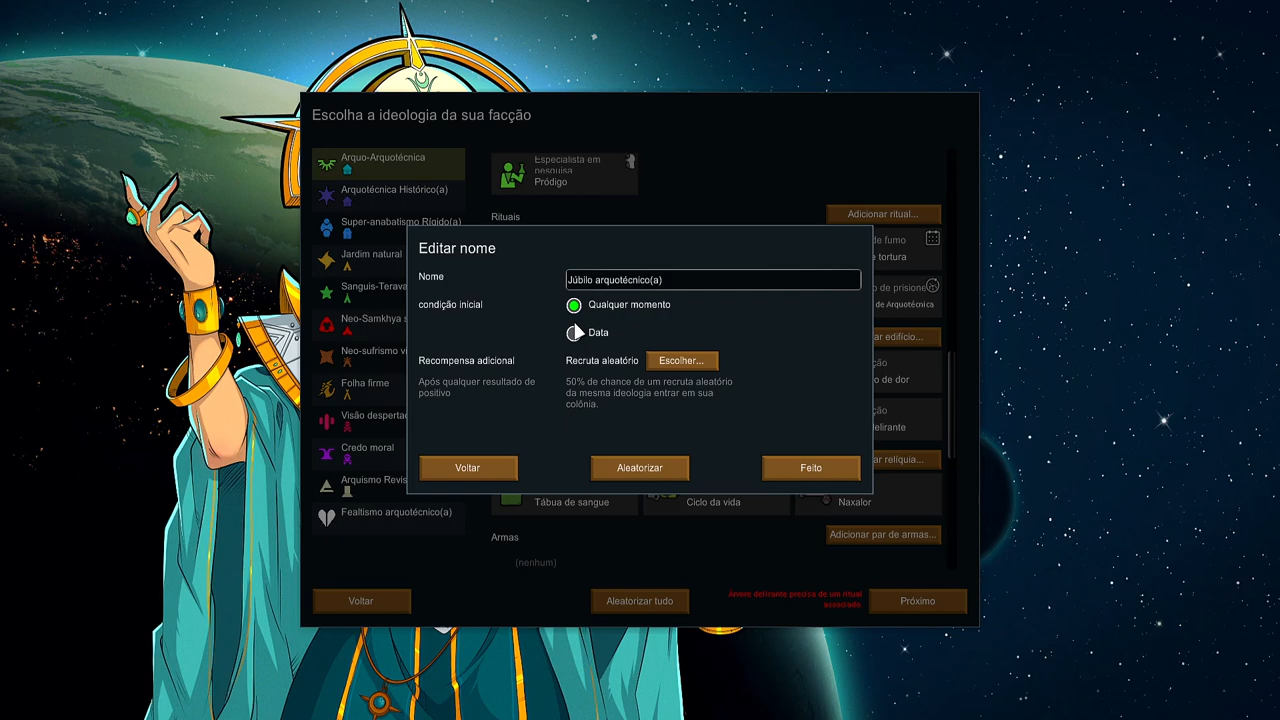 Escolha a ideologia da sua facção
Arquo-Arquotécnica
Arquotécnica Histórico(a)
Super-anabatismo Rígido(a)
Jardim natural
Sanguis-Terava
Neo-Samkhya s
Neo-sufrismo vi
Folha firme
Visão despertad
Credo moral
Arquismo Revis
Fealtismo arquotécnico(a)
Especialista em
pesquisa
Pródigo
Rituais
Adicionar ritual...
de fumo
e tortura
o de prisione
de Arquotécnica
ar edifício...
ção
o de dor
ção
delirante
ar relíquia...
Editar nome
Nome
Júbilo arquotécnico(a)
condição inicial
Qualquer momento
Data
Recompensa adicional
Recruta aleatório
Escolher...
Após qualquer resultado de
positivo
50% de chance de um recruta aleatório
da mesma ideologia entrar em sua
colônia.
Voltar
Aleatorizar
Feito
Tábua de sangue
Ciclo da vida
Naxalor
Armas
Adicionar par de armas...
(nenhum)
Voltar
Aleatorizar tudo
Árvore delirante precisa de um ritual
associado
Próximo